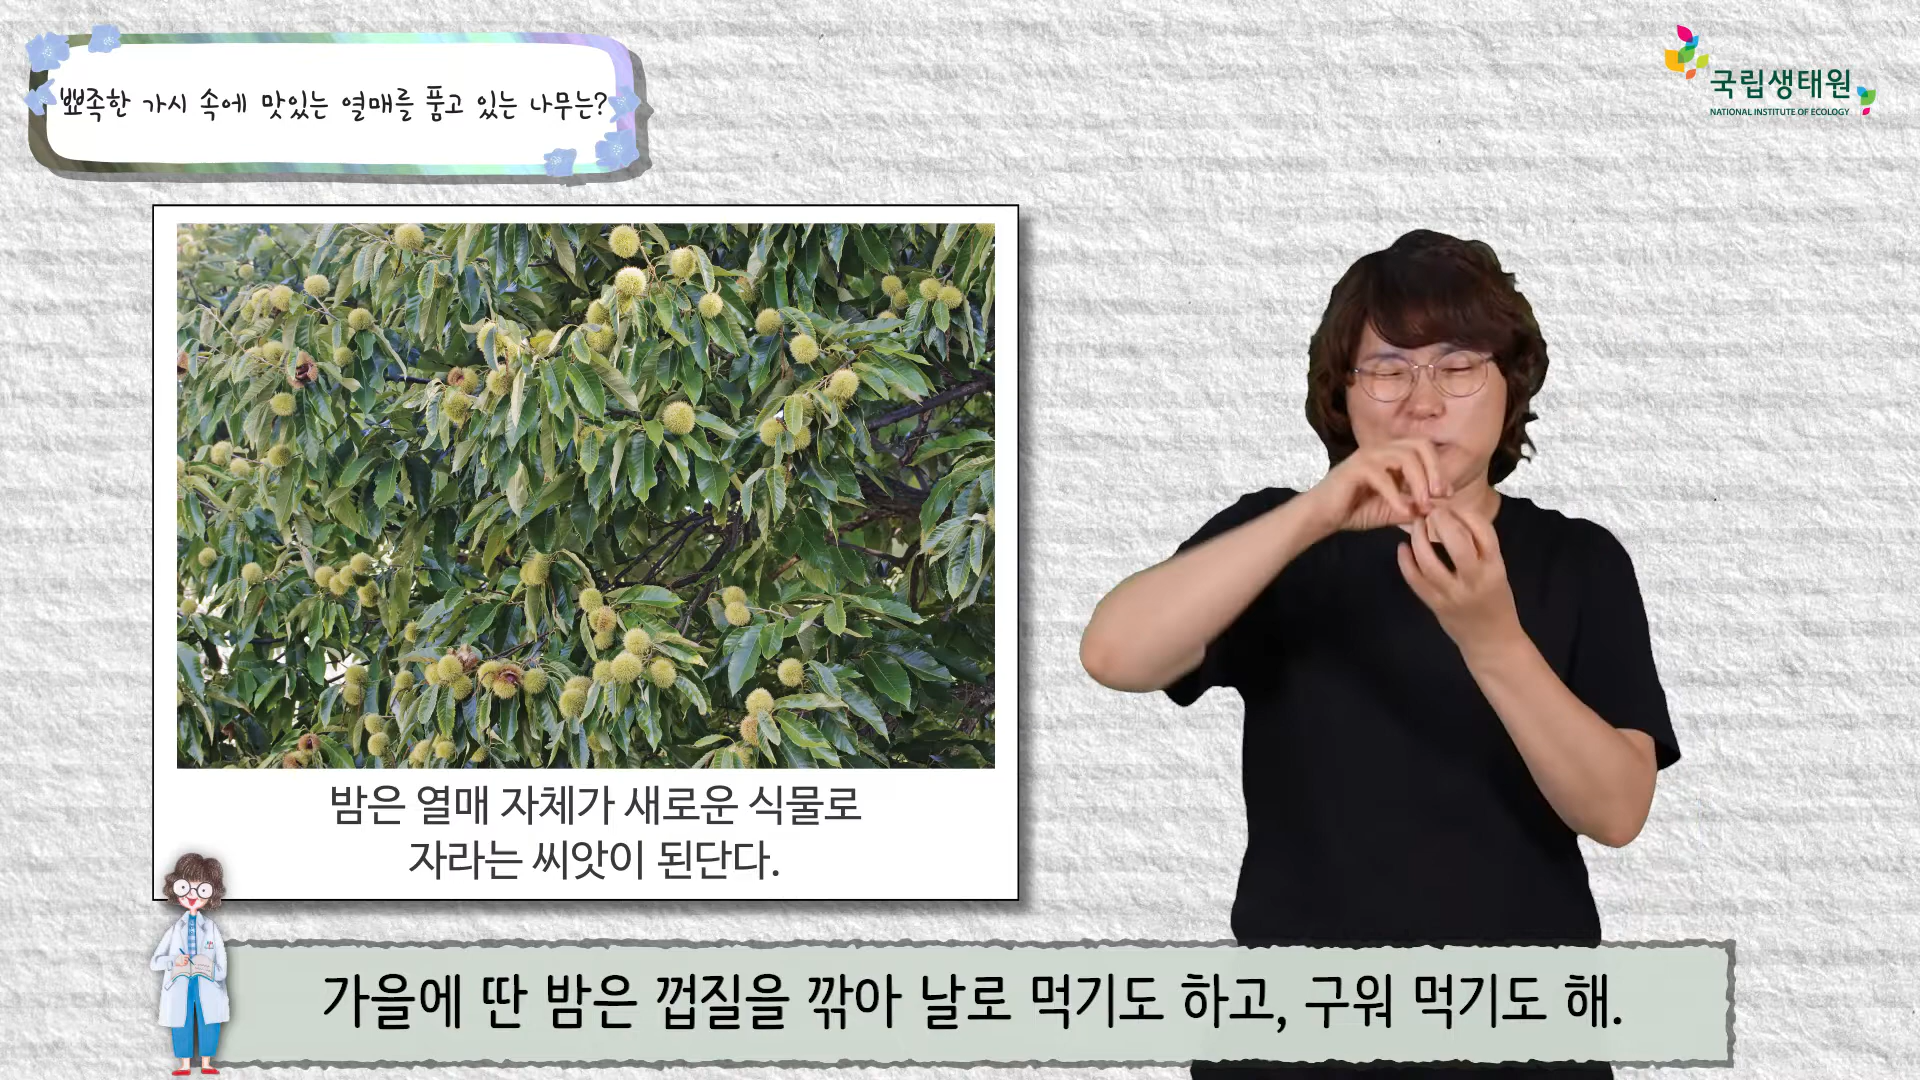 뾰족한 가시 속에 맛있는 열매를 품고 있는 나무는?
국립생태원
NATIONAL INSTITUTE OF ECOLOGY
밤은 열매 자체가 새로운 식물로
자라는 씨앗이 된단다.
가을에 딴 밤은 껍질을 깎아 날로 먹기도 하고, 구워 먹기도 해.